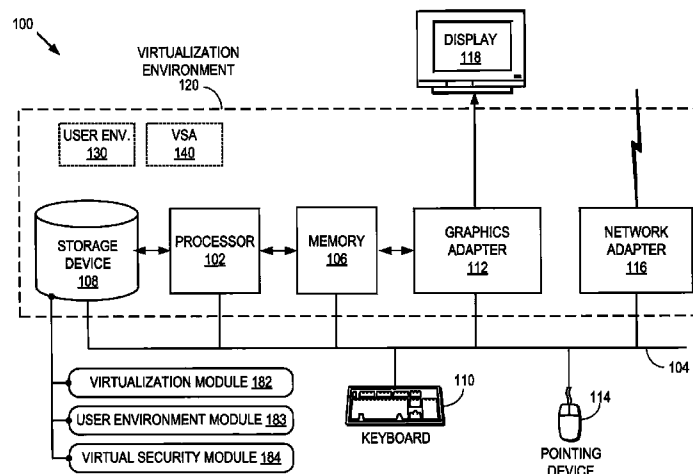 100
VIRTUALIZATION
ENVIRONMENT
120
DISPLAY
118
USER ENV.
130
VSA
140
STORAGE
DEVICE
108
PROCESSOR
102
MEMORY
106
GRAPHICS
ADAPTER
112
NETWORK
ADAPTER
116
104
VIRTUALIZATION MODULE 182
USER ENVIRONMENT MODULE 183
VIRTUAL SECURITY MODULE 184
110
KEYBOARD
114
POINTING
DEVICE